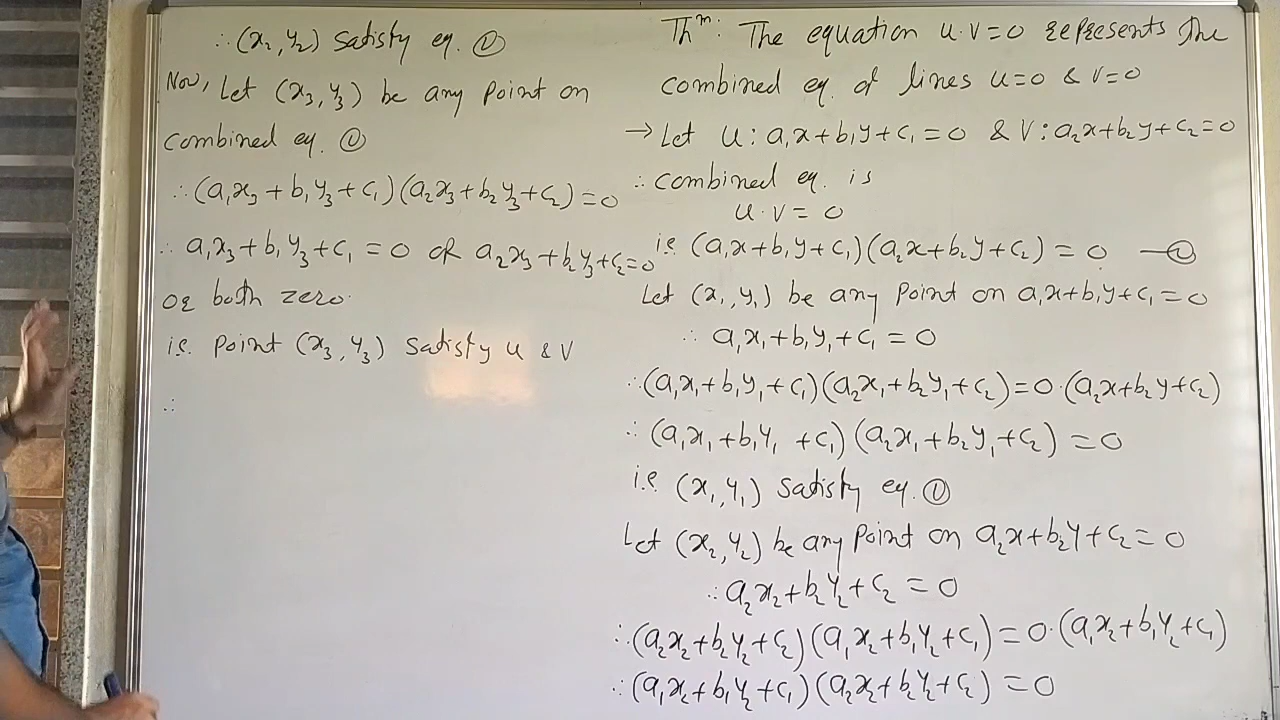 Thᵐ: The equation u·v=0 represents the
combined eq. of lines u=0 & v=0
→ Let u: a₁x+b₁y+c₁=0 & v: a₂x+b₂y+c₂=0
∴ combined eq. is
u·v=0
i.e (a₁x+b₁y+c₁)(a₂x+b₂y+c₂)=0 —①
Let (x₁,y₁) be any point on a₁x+b₁y+c₁=0
∴ a₁x₁+b₁y₁+c₁=0
∴(a₁x₁+b₁y₁+c₁)(a₂x₁+b₂y₁+c₂)=0·(a₂x+b₂y+c₂)
∴ (a₁x₁+b₁y₁+c₁)(a₂x₁+b₂y₁+c₂)=0
i.e (x₁,y₁) satisfy eq. ①
Let (x₂,y₂) be any point on a₂x+b₂y+c₂=0
∴ a₂x₂+b₂y₂+c₂=0
∴(a₂x₂+b₂y₂+c₂)(a₁x₂+b₁y₂+c₁)=0·(a₁x₂+b₁y₂+c₁)
∴(a₁x₂+b₁y₂+c₁)(a₂x₂+b₂y₂+c₂)=0
∴(x₂,y₂) satisfy eq. ①
Now, Let (x₃,y₃) be any point on
combined eq. ①
∴(a₁x₃+b₁y₃+c₁)(a₂x₃+b₂y₃+c₂)=0
∴ a₁x₃+b₁y₃+c₁=0 or a₂x₃+b₂y₃+c₂=0
or both zero.
i.e. point (x₃,y₃) satisfy u & v
∴